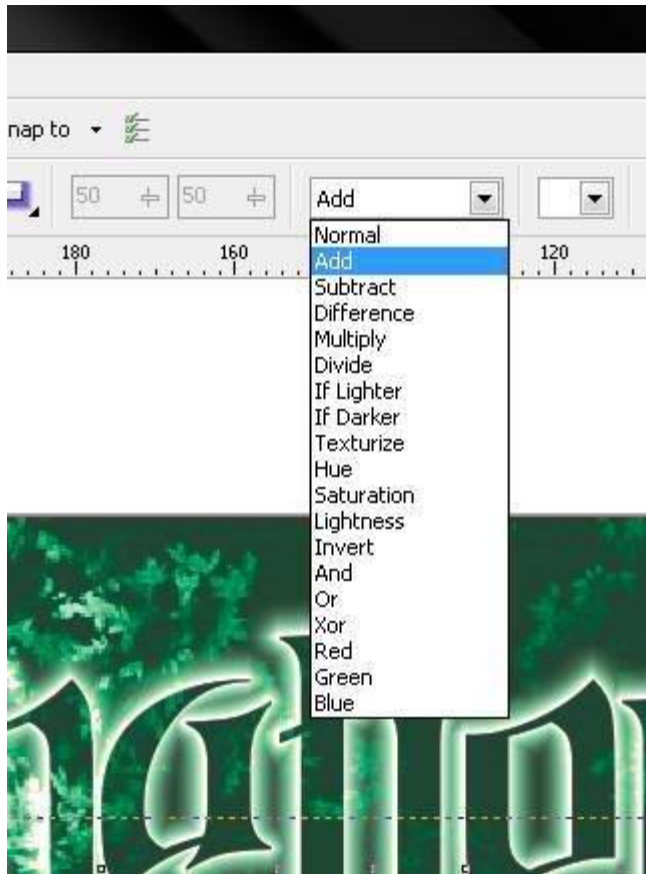 nap to
50 50 Add
180 160 120
Normal
Add
Subtract
Difference
Multiply
Divide
If Lighter
If Darker
Texturize
Hue
Saturation
Lightness
Invert
And
Or
Xor
Red
Green
Blue